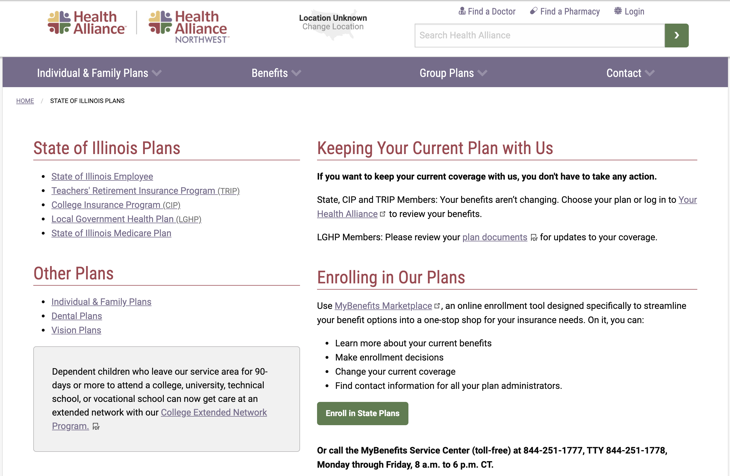 Health Alliance
Health Alliance NORTHWEST
Location Unknown
Change Location
Find a Doctor
Find a Pharmacy
Login
Search Health Alliance
Individual & Family Plans
Benefits
Group Plans
Contact
HOME / STATE OF ILLINOIS PLANS
State of Illinois Plans
State of Illinois Employee
Teachers' Retirement Insurance Program (TRIP)
College Insurance Program (CIP)
Local Government Health Plan (LGHP)
State of Illinois Medicare Plan
Other Plans
Individual & Family Plans
Dental Plans
Vision Plans
Dependent children who leave our service area for 90-
days or more to attend a college, university, technical
school, or vocational school can now get care at an
extended network with our College Extended Network
Program.
Keeping Your Current Plan with Us
If you want to keep your current coverage with us, you don't have to take any action.
State, CIP and TRIP Members: Your benefits aren't changing. Choose your plan or log in to Your
Health Alliance to review your benefits.
LGHP Members: Please review your plan documents for updates to your coverage.
Enrolling in Our Plans
Use MyBenefits Marketplace, an online enrollment tool designed specifically to streamline
your benefit options into a one-stop shop for your insurance needs. On it, you can:
Learn more about your current benefits
Make enrollment decisions
Change your current coverage
Find contact information for all your plan administrators.
Enroll in State Plans
Or call the MyBenefits Service Center (toll-free) at 844-251-1777, TTY 844-251-1778,
Monday through Friday, 8 a.m. to 6 p.m. CT.